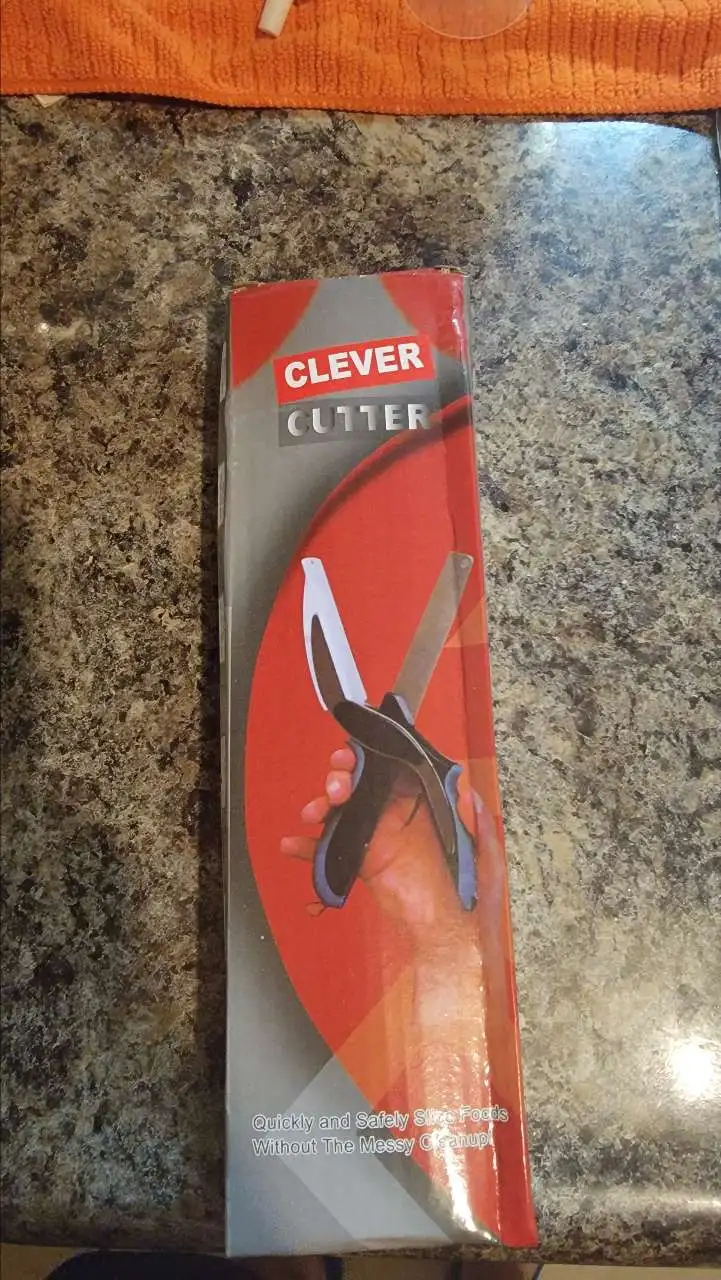 CLEVER
CUTTER
Quickly and Safely Slice Foods
Without The Messy Cleanup!